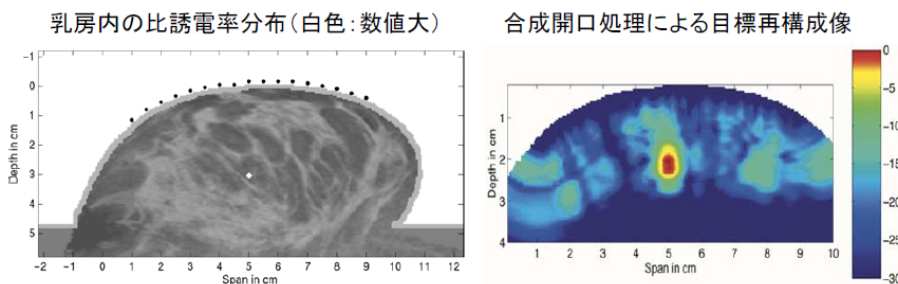 乳房内の比誘電率分布(白色:数値大)
合成開口処理による目標再構成像
Depth in cm
-1
0
1
2
3
4
5
-2 -1 0 1 2 3 4 5 6 7 8 9 10 11 12
Span in cm
Depth in cm
1
2
3
4
1 2 3 4 5 6 7 8 9 10
Span in cm
0
-5
-10
-15
-20
-25
-30